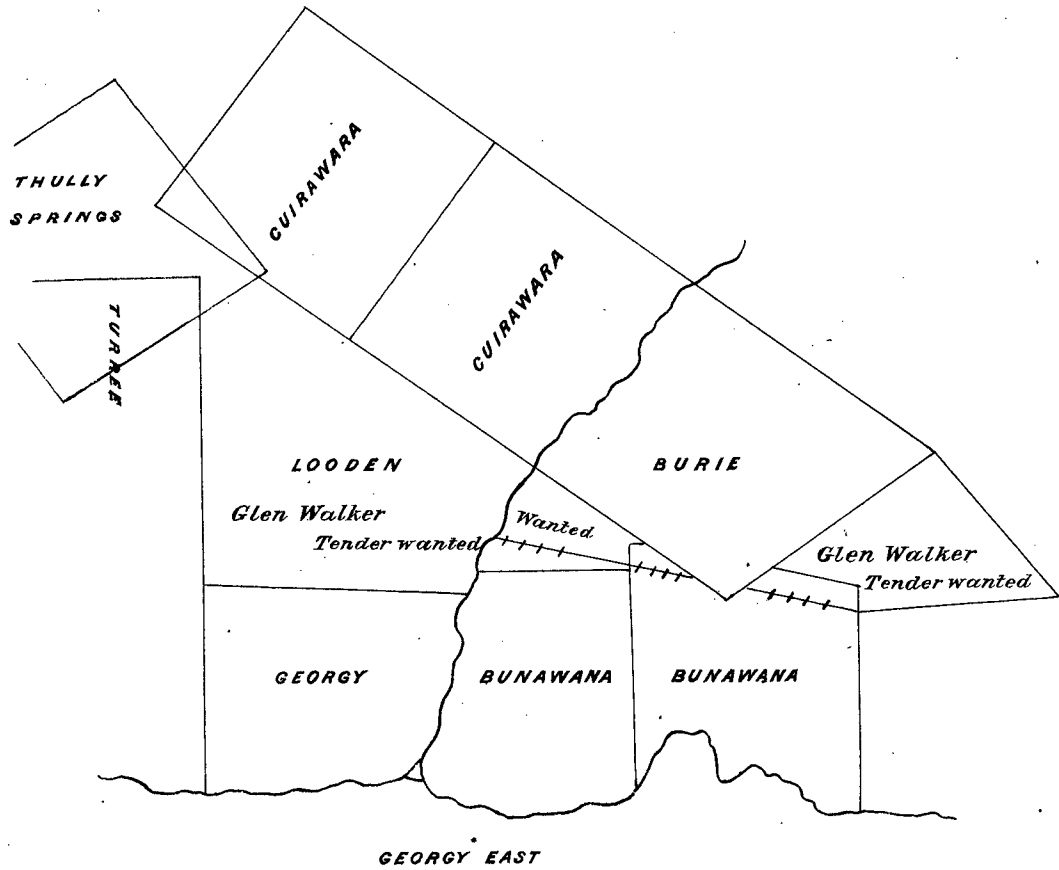 CUIRAWARA
THULLY
SPRINGS
CUIRAWARA
TURREE
LOODEN
BURIE
Glen Walker
Tender wanted
Wanted
Glen Walker
Tender wanted
GEORGY
BUNAWANA
BUNAWANA
GEORGY EAST